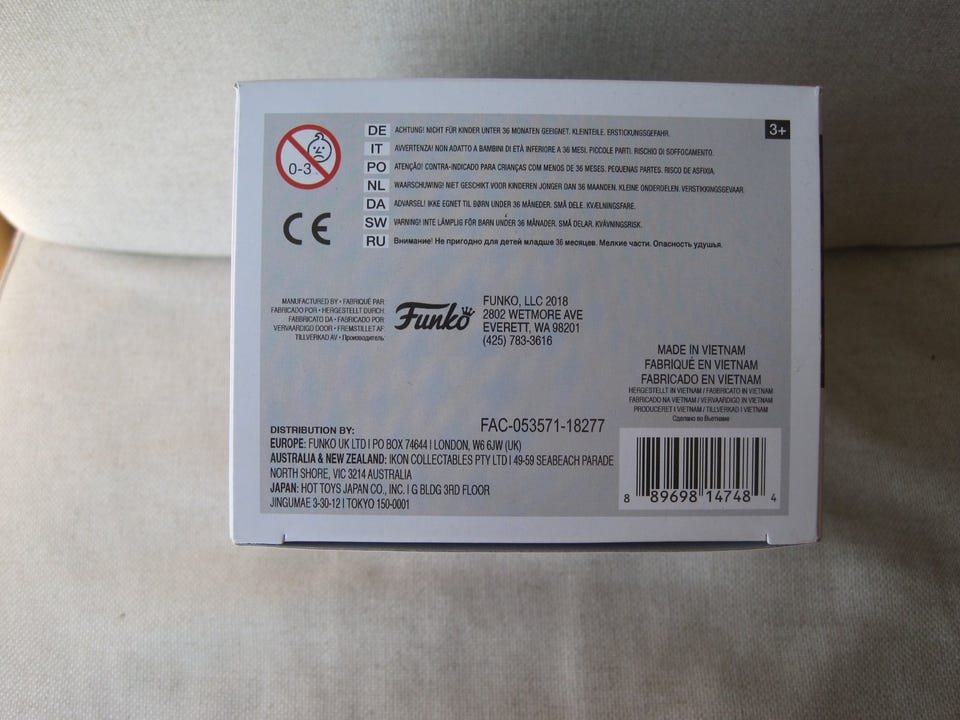 3+
0-3
DE ACHTUNG! NICHT FÜR KINDER UNTER 36 MONATEN GEEIGNET. KLEINTEILE. ERSTICKUNGSGEFAHR.
IT AVVERTENZA! NON ADATTO A BAMBINI DI ETÀ INFERIORE A 36 MESI. PICCOLE PARTI. RISCHIO DI SOFFOCAMENTO.
PO ATENÇÃO! CONTRA-INDICADO PARA CRIANÇAS COM MENOS DE 36 MESES. PEQUENAS PARTES. RISCO DE ASFIXIA.
NL WAARSCHUWING! NIET GESCHIKT VOOR KINDEREN JONGER DAN 36 MAANDEN. KLEINE ONDERDELEN. VERSTIKKINGSGEVAAR.
DA ADVARSEL! IKKE EGNET TIL BØRN UNDER 36 MÅNEDER. SMÅ DELE. KVÆLNINGSFARE.
SW VARNING! INTE LÄMPLIG FÖR BARN UNDER 36 MÅNADER. SMÅ DELAR. KVÄVNINGSRISK.
RU Внимание! Не пригодно для детей младше 36 месяцев. Мелкие части. Опасность удушья.
CE
MANUFACTURED BY • FABRIQUÉ PAR
FABRICADO POR • HERGESTELLT DURCH
FABBRICATO DA • FABRICADO POR
VERVAARDIGD DOOR • FREMSTILLET AF
TILLVERKAD AV • Производитель
Funko
FUNKO, LLC 2018
2802 WETMORE AVE
EVERETT, WA 98201
(425) 783-3616
MADE IN VIETNAM
FABRIQUÉ EN VIETNAM
FABRICADO EN VIETNAM
HERGESTELLT IN VIETNAM / FABBRICATO IN VIETNAM
FABRICADO NA VIETNAM / VERVAARDIGD IN VIETNAM
PRODUCERET I VIETNAM / TILLVERKAD I VIETNAM
Сделано во Вьетнаме
FAC-053571-18277
DISTRIBUTION BY:
EUROPE: FUNKO UK LTD I PO BOX 74644 I LONDON, W6 6JW (UK)
AUSTRALIA & NEW ZEALAND: IKON COLLECTABLES PTY LTD I 49-59 SEABEACH PARADE
NORTH SHORE, VIC 3214 AUSTRALIA
JAPAN: HOT TOYS JAPAN CO., INC. I G BLDG 3RD FLOOR
JINGUMAE 3-30-12 I TOKYO 150-0001
8 89698 14748 4